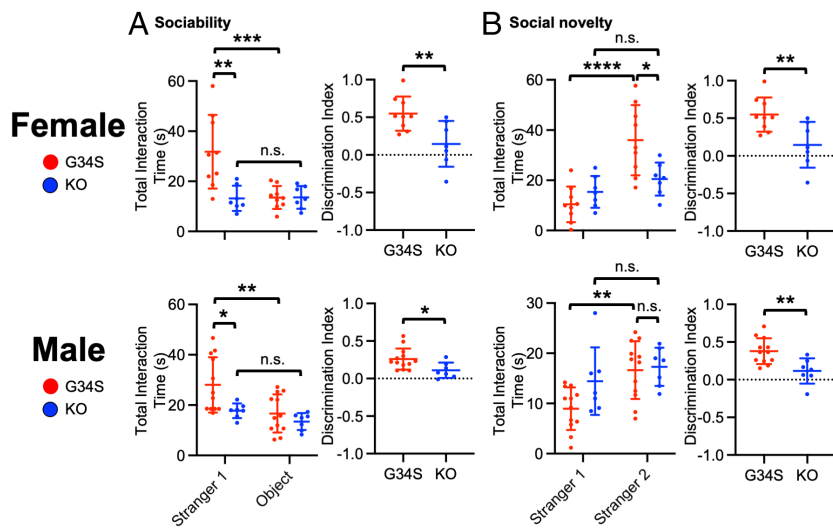 A Sociability
B Social novelty
Female
G34S
KO
Total Interaction
Time (s)
60
40
20
0
***
**
n.s.
Discrimination Index
1.0
0.5
0.0
-0.5
-1.0
**
G34S KO
Total Interaction
Time (s)
60
40
20
0
n.s.
**** *
Discrimination Index
1.0
0.5
0.0
-0.5
-1.0
**
G34S KO
Male
G34S
KO
Total Interaction
Time (s)
60
40
20
0
**
*
n.s.
Stranger 1 Object
Discrimination Index
1.0
0.5
0.0
-0.5
-1.0
*
G34S KO
Total Interaction
Time (s)
30
20
10
0
n.s.
**
n.s.
Stranger 1 Stranger 2
Discrimination Index
1.0
0.5
0.0
-0.5
-1.0
**
G34S KO